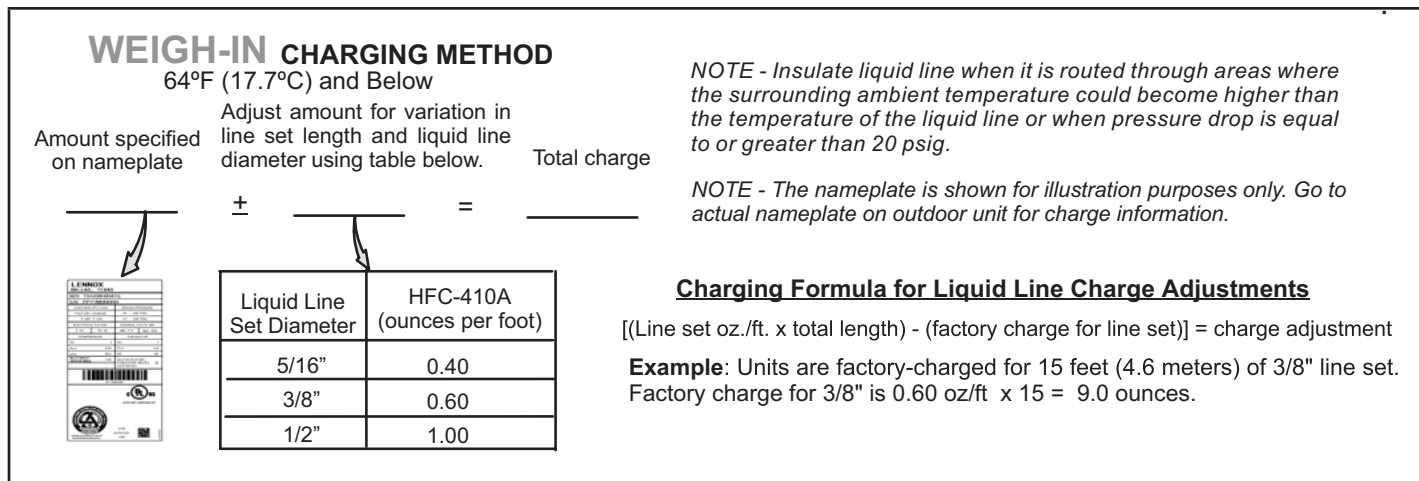 WEIGH-IN CHARGING METHOD
64ºF (17.7ºC) and Below
Amount specified
on nameplate
Adjust amount for variation in
line set length and liquid line
diameter using table below.
Total charge
±
=
LENNOX
DALLAS, TEXAS
Liquid Line
Set Diameter
HFC-410A
(ounces per foot)
5/16”
0.40
3/8”
0.60
1/2”
1.00
NOTE - Insulate liquid line when it is routed through areas where
the surrounding ambient temperature could become higher than
the temperature of the liquid line or when pressure drop is equal
to or greater than 20 psig.
NOTE - The nameplate is shown for illustration purposes only. Go to
actual nameplate on outdoor unit for charge information.
Charging Formula for Liquid Line Charge Adjustments
[(Line set oz./ft. x total length) - (factory charge for line set)] = charge adjustment
Example: Units are factory-charged for 15 feet (4.6 meters) of 3/8" line set.
Factory charge for 3/8" is 0.60 oz/ft x 15 = 9.0 ounces.